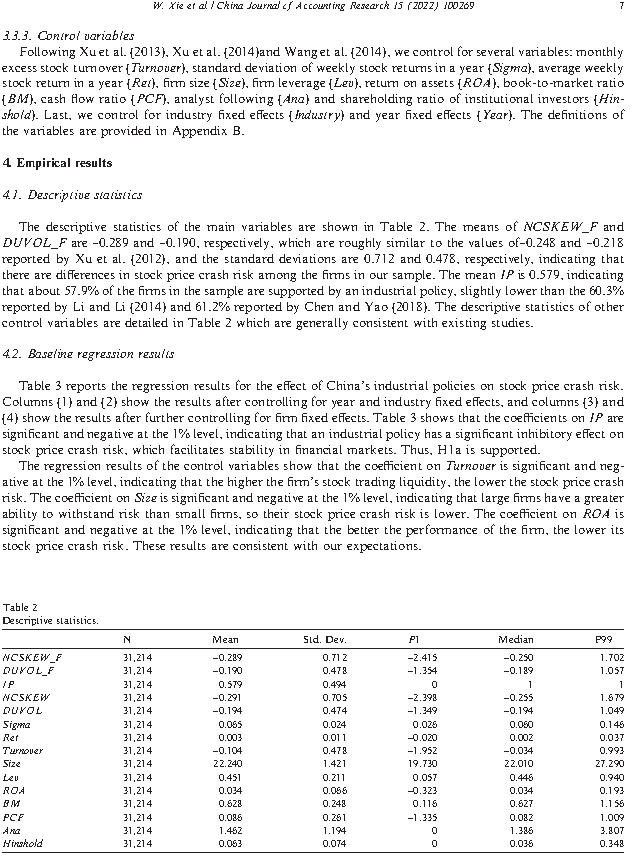 W. Xie et al / China Journal of Accounting Research 15 (2022) 100269 7
3.3.3. Control variables
Following Xu et al. {2013}, Xu et al. {2014}and Wang et al. {2014}, we control for several variables: monthly
excess stock turnover {Turnover}, standard deviation of weekly stock returns in a year {Sigma}, average weekly
stock return in a year {Ret}, firm size {Size}, firm leverage {Lev}, return on assets {ROA}, book-to-market ratio
{BM}, cash flow ratio {PCF}, analyst following {Ana} and shareholding ratio of institutional investors {Hin-
shold}. Last, we control for industry fixed effects {Industry} and year fixed effects {Year}. The definitions of
the variables are provided in Appendix B.
4. Empirical results
4.1. Descriptive statistics
The descriptive statistics of the main variables are shown in Table 2. The means of NCSKEW_F and
DUVOL_F are −0.289 and −0.190, respectively, which are roughly similar to the values of−0.248 and −0.218
reported by Xu et al. {2012}, and the standard deviations are 0.712 and 0.478, respectively, indicating that
there are differences in stock price crash risk among the firms in our sample. The mean IP is 0.579, indicating
that about 57.9% of the firms in the sample are supported by an industrial policy, slightly lower than the 60.3%
reported by Li and Li {2014} and 61.2% reported by Chen and Yao {2018}. The descriptive statistics of other
control variables are detailed in Table 2 which are generally consistent with existing studies.
4.2. Baseline regression results
Table 3 reports the regression results for the effect of China's industrial policies on stock price crash risk.
Columns {1} and {2} show the results after controlling for year and industry fixed effects, and columns {3} and
{4} show the results after further controlling for firm fixed effects. Table 3 shows that the coefficients on IP are
significant and negative at the 1% level, indicating that an industrial policy has a significant inhibitory effect on
stock price crash risk, which facilitates stability in financial markets. Thus, H1a is supported.
The regression results of the control variables show that the coefficient on Turnover is significant and neg-
ative at the 1% level, indicating that the higher the firm's stock trading liquidity, the lower the stock price crash
risk. The coefficient on Size is significant and negative at the 1% level, indicating that large firms have a greater
ability to withstand risk than small firms, so their stock price crash risk is lower. The coefficient on ROA is
significant and negative at the 1% level, indicating that the better the performance of the firm, the lower its
stock price crash risk. These results are consistent with our expectations.
Table 2
Descriptive statistics.
N Mean Std. Dev. P1 Median P99
NCSKEW_F 31,214 −0.289 0.712 −2.415 −0.250 1.702
DUVOL_F 31,214 −0.190 0.478 −1.354 −0.189 1.057
IP 31,214 0.579 0.494 0 1 1
NCSKEW 31,214 −0.291 0.705 −2.398 −0.255 1.679
DUVOL 31,214 −0.194 0.474 −1.349 −0.194 1.049
Sigma 31,214 0.065 0.024 0.026 0.060 0.146
Ret 31,214 0.003 0.011 −0.020 0.002 0.037
Turnover 31,214 −0.104 0.478 −1.952 −0.034 0.993
Size 31,214 22.240 1.421 19.730 22.010 27.290
Lev 31,214 0.451 0.211 0.057 0.446 0.940
ROA 31,214 0.034 0.066 −0.323 0.034 0.193
BM 31,214 0.628 0.248 0.116 0.627 1.156
PCF 31,214 0.086 0.261 −1.335 0.082 1.009
Ana 31,214 1.462 1.194 0 1.386 3.807
Hinshold 31,214 0.063 0.074 0 0.036 0.348